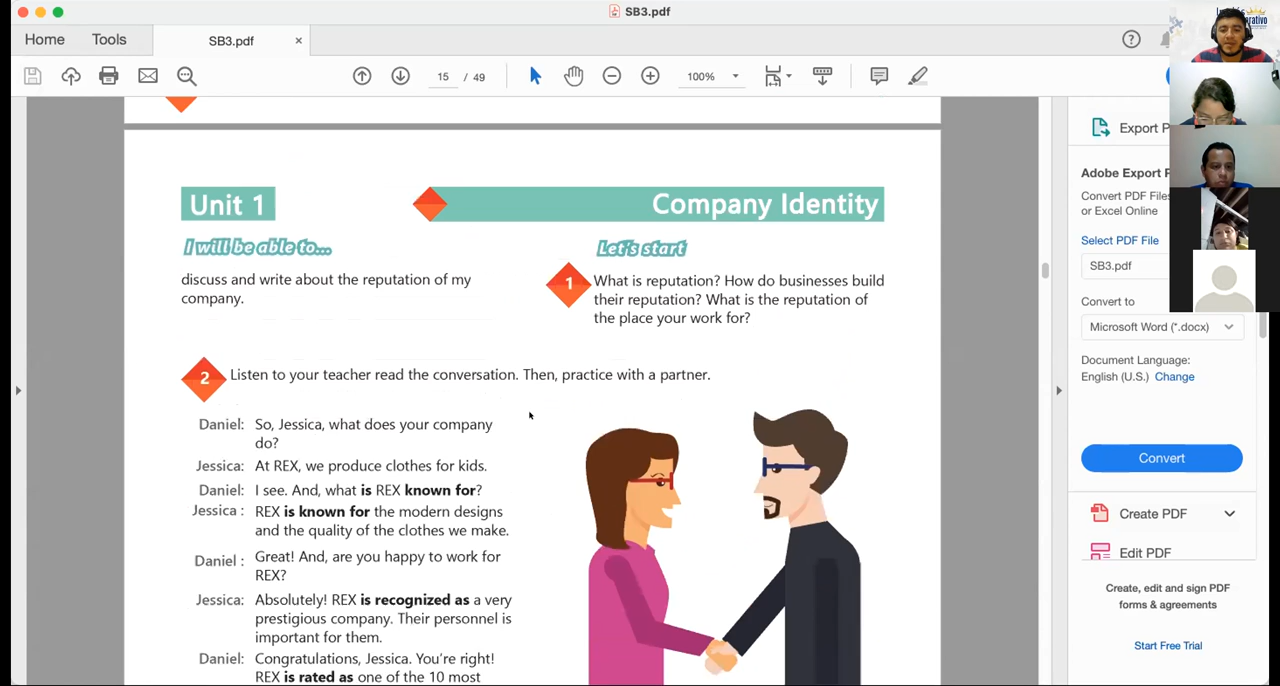 SB3.pdf
Home
Tools
SB3.pdf
×
15 / 49
100%
Unit 1
Company Identity
I will be able to...
discuss and write about the reputation of my
company.
Let's start
1
What is reputation? How do businesses build
their reputation? What is the reputation of
the place your work for?
2
Listen to your teacher read the conversation. Then, practice with a partner.
Daniel: So, Jessica, what does your company
do?
Jessica: At REX, we produce clothes for kids.
Daniel: I see. And, what is REX known for?
Jessica : REX is known for the modern designs
and the quality of the clothes we make.
Daniel : Great! And, are you happy to work for
REX?
Jessica: Absolutely! REX is recognized as a very
prestigious company. Their personnel is
important for them.
Daniel: Congratulations, Jessica. You're right!
REX is rated as one of the 10 most
Export P
Adobe Export P
Convert PDF Files
or Excel Online
Select PDF File
SB3.pdf
Convert to
Microsoft Word (*.docx)
Document Language:
English (U.S.) Change
Convert
Create PDF
Edit PDF
Create, edit and sign PDF
forms & agreements
Start Free Trial